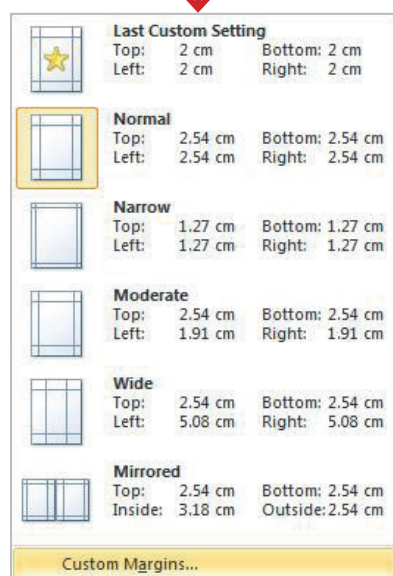 Last Custom Setting
Top: 2 cm Bottom: 2 cm
Left: 2 cm Right: 2 cm
Normal
Top: 2.54 cm Bottom: 2.54 cm
Left: 2.54 cm Right: 2.54 cm
Narrow
Top: 1.27 cm Bottom: 1.27 cm
Left: 1.27 cm Right: 1.27 cm
Moderate
Top: 2.54 cm Bottom: 2.54 cm
Left: 1.91 cm Right: 1.91 cm
Wide
Top: 2.54 cm Bottom: 2.54 cm
Left: 5.08 cm Right: 5.08 cm
Mirrored
Top: 2.54 cm Bottom: 2.54 cm
Inside: 3.18 cm Outside: 2.54 cm
Custom Margins...